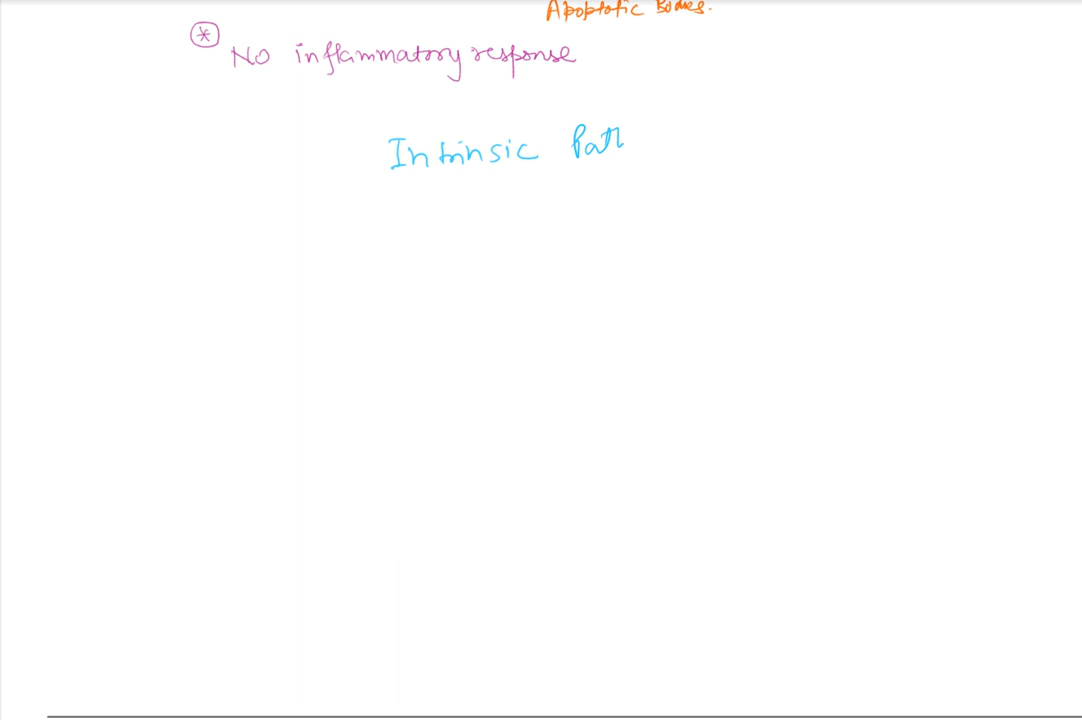 Apoptotic Bodies.
* No inflammatory response
Intrinsic Path